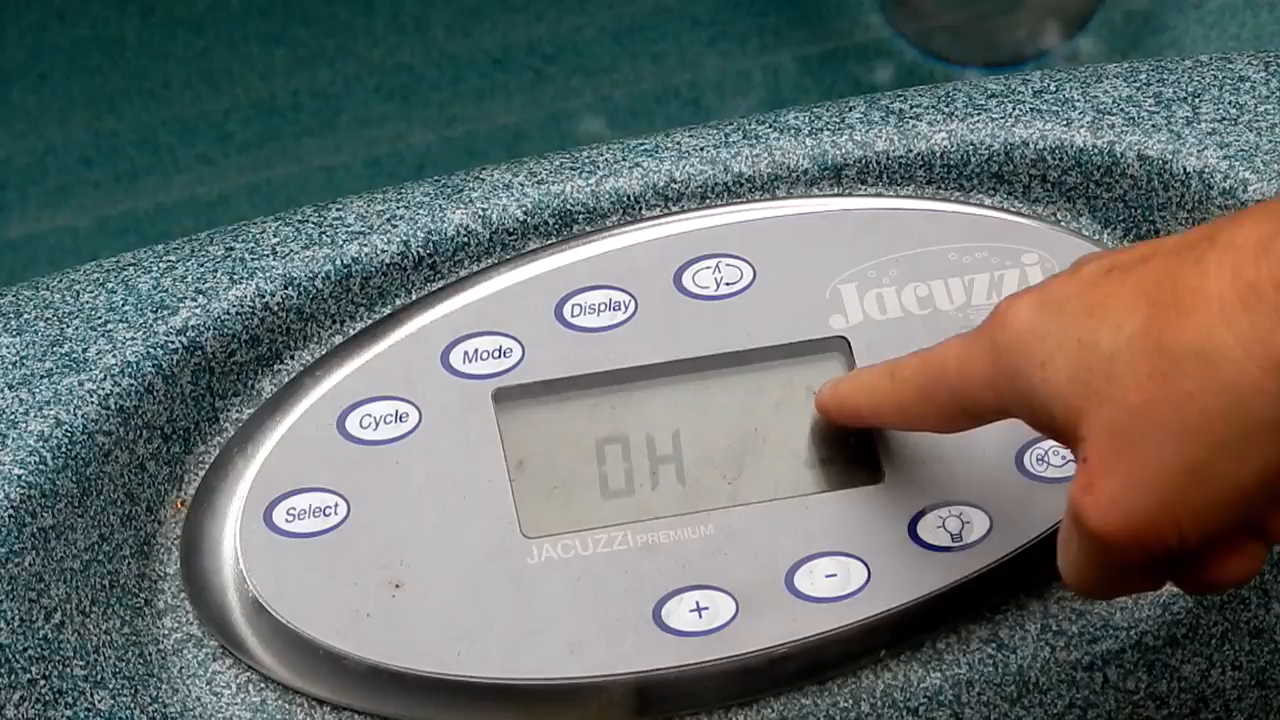 Jacuzzi
Display
Mode
Cycle
Select
OH
JACUZZI PREMIUM
+
-